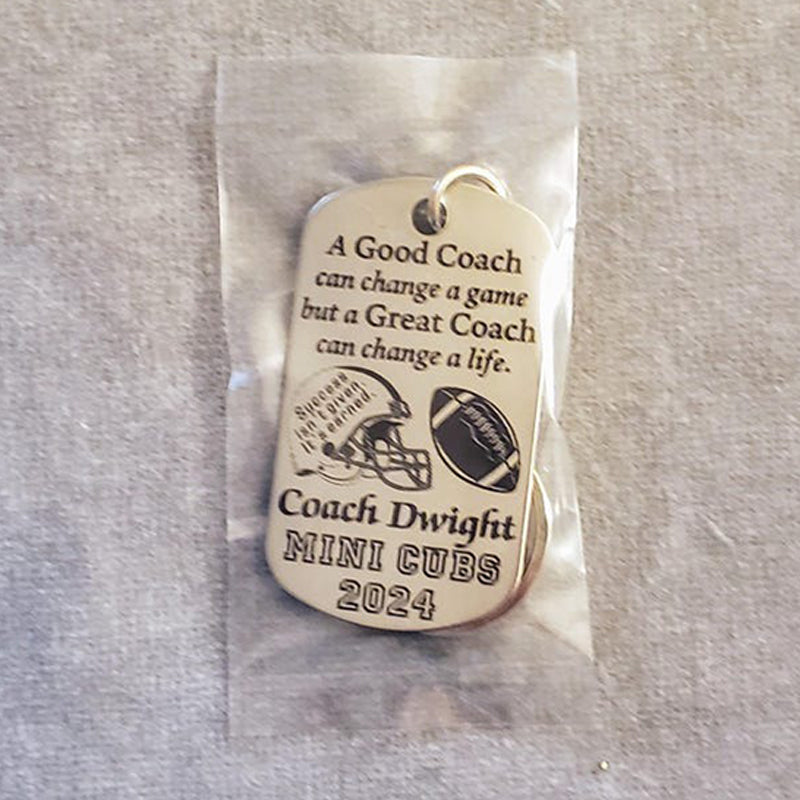 A Good Coach
can change a game
but a Great Coach
can change a life.
Success
isn't given,
it's earned.
Coach Dwight
MINI CUBS
2024